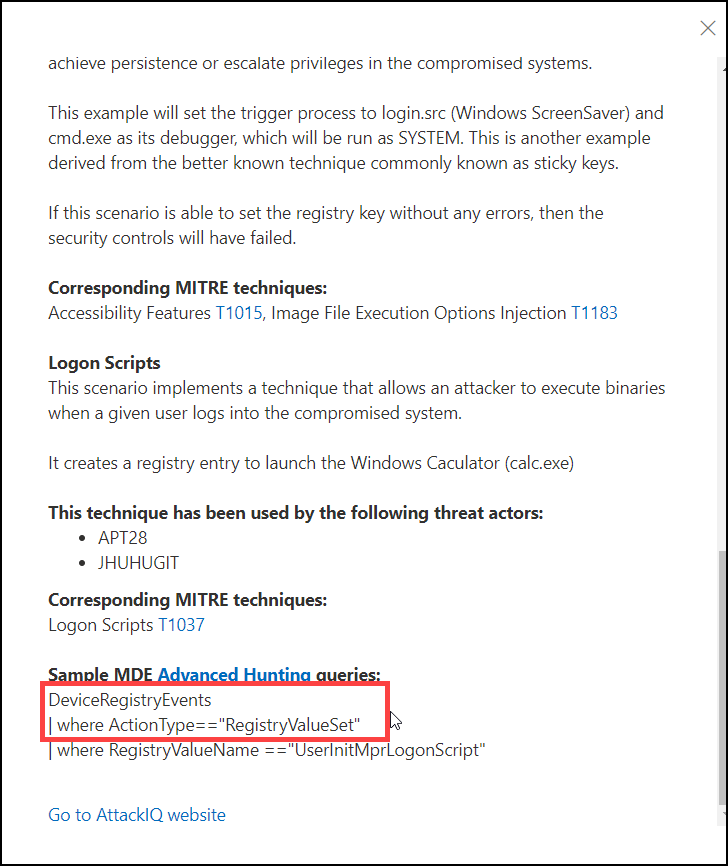 achieve persistence or escalate privileges in the compromised systems.
This example will set the trigger process to login.src (Windows ScreenSaver) and
cmd.exe as its debugger, which will be run as SYSTEM. This is another example
derived from the better known technique commonly known as sticky keys.
If this scenario is able to set the registry key without any errors, then the
security controls will have failed.
Corresponding MITRE techniques:
Accessibility Features T1015, Image File Execution Options Injection T1183
Logon Scripts
This scenario implements a technique that allows an attacker to execute binaries
when a given user logs into the compromised system.
It creates a registry entry to launch the Windows Caculator (calc.exe)
This technique has been used by the following threat actors:
• APT28
• JHUHUGIT
Corresponding MITRE techniques:
Logon Scripts T1037
Sample MDE Advanced Hunting queries:
DeviceRegistryEvents
| where ActionType=="RegistryValueSet"
| where RegistryValueName =="UserInitMprLogonScript"
Go to AttackIQ website